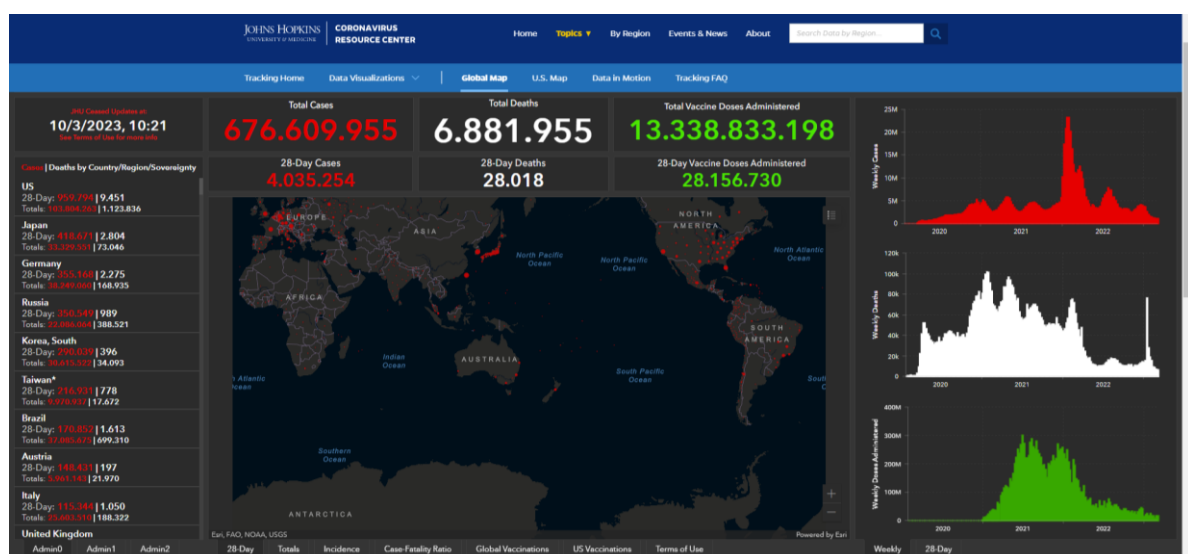 JOHNS HOPKINS
UNIVERSITY & MEDICINE
CORONAVIRUS
RESOURCE CENTER
Home
Topics
By Region
Events & News
About
Search Data by Region ...
Tracking Home
Data Visualizations
Global Map
U.S. Map
Data in Motion
Tracking FAQ
JHU Ceased Updates at:
10/3/2023, 10:21
See Terms of Use for more info
Cases | Deaths by Country/Region/Sovereignty
US
28-Day: 959.794 | 9.451
Totals: 103.804.263 | 1.123.836
Japan
28-Day: 418.671 | 2.804
Totals: 33.329.551 | 73.046
Germany
28-Day: 355.168 | 2.275
Totals: 38.249.060 | 168.935
Russia
28-Day: 350.549 | 989
Totals: 22.086.064 | 388.521
Korea, South
28-Day: 290.039 | 396
Totals: 30.615.522 | 34.093
Taiwan*
28-Day: 216.931 | 778
Totals: 9.970.937 | 17.672
Brazil
28-Day: 170.852 | 1.613
Totals: 37.085.675 | 699.310
Austria
28-Day: 148.431 | 197
Totals: 5.961.143 | 21.970
Italy
28-Day: 115.344 | 1.050
Totals: 25.603.510 | 188.322
United Kingdom
Admin0
Admin1
Admin2
Total Cases
676.609.955
Total Deaths
6.881.955
Total Vaccine Doses Administered
13.338.833.198
28-Day Cases
4.035.254
28-Day Deaths
28.018
28-Day Vaccine Doses Administered
28.156.730
EUROPE
ASIA
NORTH
AMERICA
North Pacific
Ocean
North Pacific
Ocean
North Atlantic
Ocean
AFRICA
SOUTH
AMERICA
Indian
Ocean
AUSTRALIA
South Pacific
Ocean
Atlantic
Ocean
South
Southern
Ocean
ANTARCTICA
+
−
Esri, FAO, NOAA, USGS
Powered by Esri
28-Day
Totals
Incidence
Case-Fatality Ratio
Global Vaccinations
US Vaccinations
Terms of Use
Weekly Cases
25M
20M
15M
10M
5M
0
2020
2021
2022
Weekly Deaths
120k
100k
80k
60k
40k
20k
0
2020
2021
2022
Weekly Doses Administered
400M
300M
200M
100M
0
2020
2021
2022
Weekly
28-Day